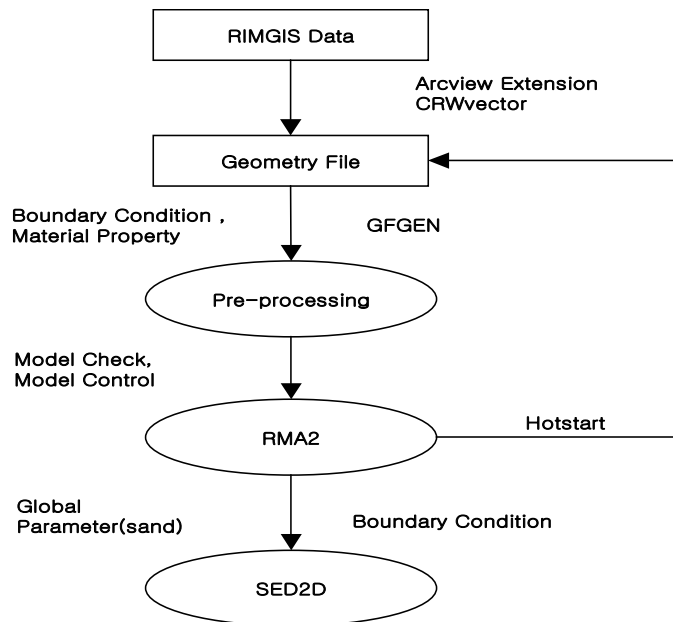 RIMGIS Data
Arcview Extension
CRWvector
Geometry File
Boundary Condition ,
Material Property
GFGEN
Pre-processing
Model Check,
Model Control
RMA2
Hotstart
Global
Parameter(sand)
Boundary Condition
SED2D